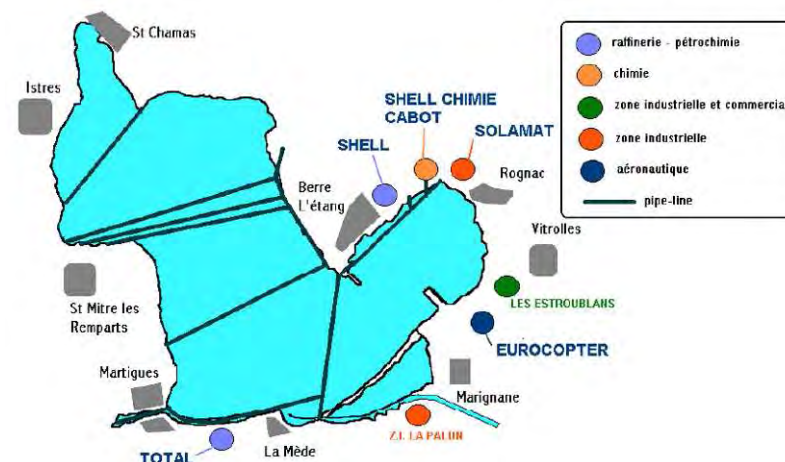 St Chamas
Istres
SHELL CHIMIE
CABOT
SOLAMAT
SHELL
Berre
L'étang
Rognac
Vitrolles
LES ESTROUBLANS
St Mitre les
Remparts
EUROCOPTER
Martigues
Marignane
Z.I. LA PALUN
TOTAL
La Mède
raffinerie - pétrochimie
chimie
zone industrielle et commercia
zone industrielle
aéronautique
pipe-line